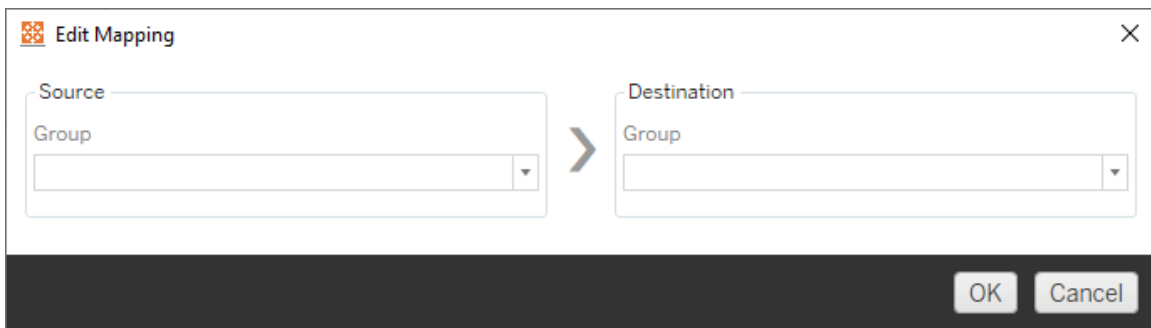 Edit Mapping
Source
Group
Destination
Group
OK
Cancel